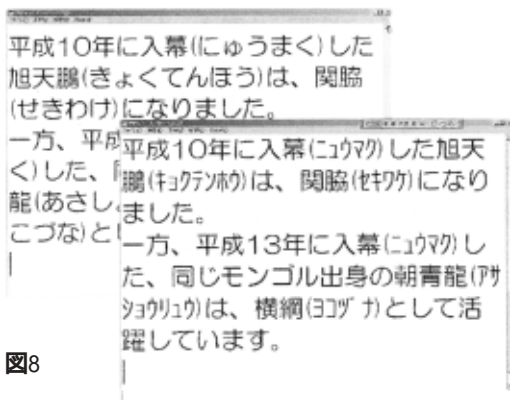 平成10年に入幕(にゅうまく)した
旭天鵬(きょくてんほう)は、関脇
(せきわけ)になりました。
一方、平成
く)した、
龍(あさし
こづな)と
平成10年に入幕(ﾆｭｳﾏｸ)した旭天
鵬(ｷｮｸﾃﾝﾎｳ)は、関脇(ｾｷﾜｹ)になり
ました。
一方、平成13年に入幕(ﾆｭｳﾏｸ)し
た、同じモンゴル出身の朝青龍(ｱｻ
ｼｮｳﾘｭｳ)は、横綱(ﾖｺﾂﾞﾅ)として活
躍しています。
図8